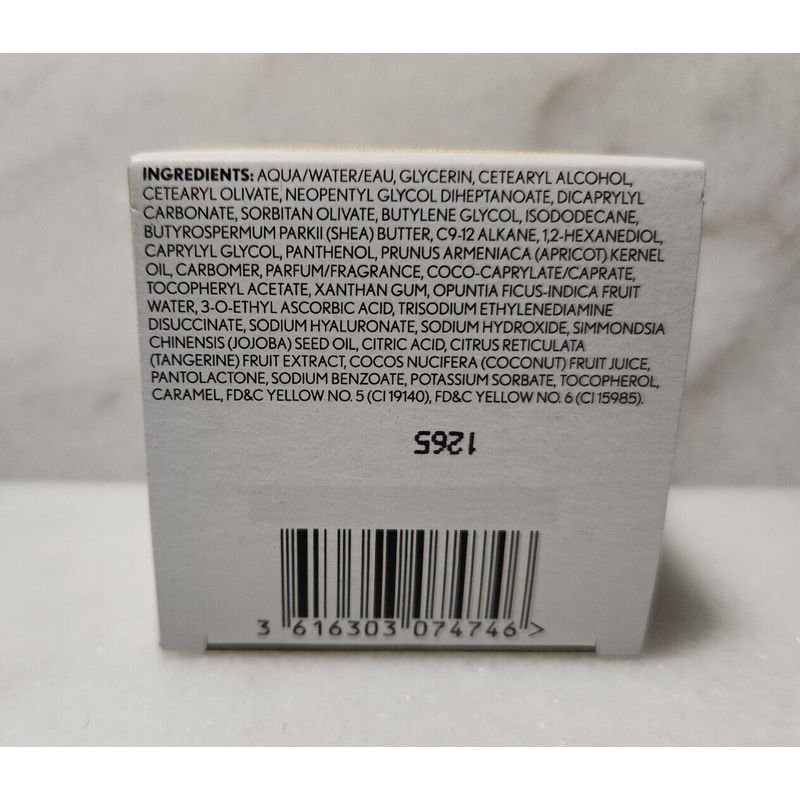 INGREDIENTS: AQUA/WATER/EAU, GLYCERIN, CETEARYL ALCOHOL,
CETEARYL OLIVATE, NEOPENTYL GLYCOL DIHEPTANOATE, DICAPRYLYL
CARBONATE, SORBITAN OLIVATE, BUTYLENE GLYCOL, ISODODECANE,
BUTYROSPERMUM PARKII (SHEA) BUTTER, C9-12 ALKANE, 1,2-HEXANEDIOL,
CAPRYLYL GLYCOL, PANTHENOL, PRUNUS ARMENIACA (APRICOT) KERNEL
OIL, CARBOMER, PARFUM/FRAGRANCE, COCO-CAPRYLATE/CAPRATE,
TOCOPHERYL ACETATE, XANTHAN GUM, OPUNTIA FICUS-INDICA FRUIT
WATER, 3-O-ETHYL ASCORBIC ACID, TRISODIUM ETHYLENEDIAMINE
DISUCCINATE, SODIUM HYALURONATE, SODIUM HYDROXIDE, SIMMONDSIA
CHINENSIS (JOJOBA) SEED OIL, CITRIC ACID, CITRUS RETICULATA
(TANGERINE) FRUIT EXTRACT, COCOS NUCIFERA (COCONUT) FRUIT JUICE,
PANTOLACTONE, SODIUM BENZOATE, POTASSIUM SORBATE, TOCOPHEROL,
CARAMEL, FD&C YELLOW NO. 5 (CI 19140), FD&C YELLOW NO. 6 (CI 15985).
1265
3 616303 074746 >